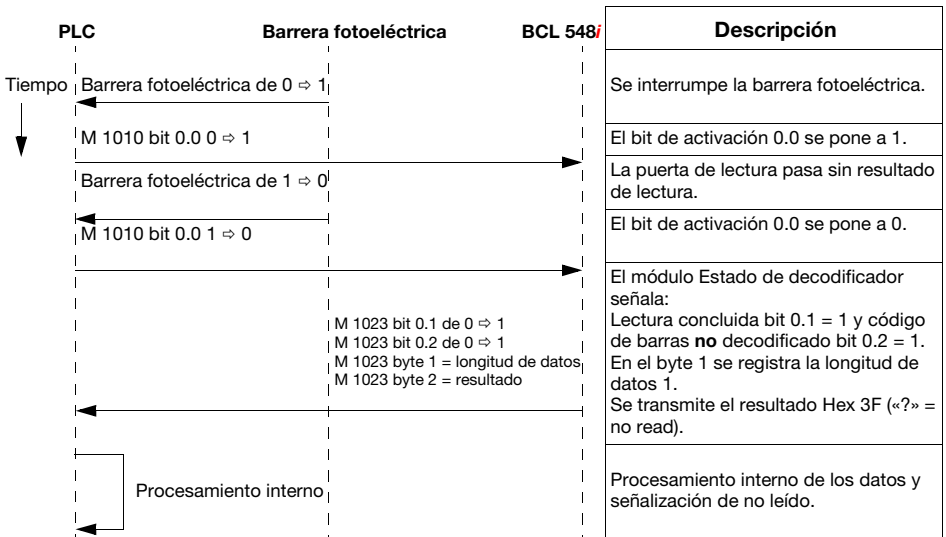 PLC
Barrera fotoeléctrica
BCL 548i
Descripción
Tiempo
Barrera fotoeléctrica de 0 ⇨ 1
Se interrumpe la barrera fotoeléctrica.
M 1010 bit 0.0 0 ⇨ 1
El bit de activación 0.0 se pone a 1.
Barrera fotoeléctrica de 1 ⇨ 0
La puerta de lectura pasa sin resultado
de lectura.
M 1010 bit 0.0 1 ⇨ 0
El bit de activación 0.0 se pone a 0.
M 1023 bit 0.1 de 0 ⇨ 1
M 1023 bit 0.2 de 0 ⇨ 1
M 1023 byte 1 = longitud de datos
M 1023 byte 2 = resultado
El módulo Estado de decodificador
señala:
Lectura concluida bit 0.1 = 1 y código
de barras no decodificado bit 0.2 = 1.
En el byte 1 se registra la longitud de
datos 1.
Se transmite el resultado Hex 3F («?» =
no read).
Procesamiento interno
Procesamiento interno de los datos y
señalización de no leído.